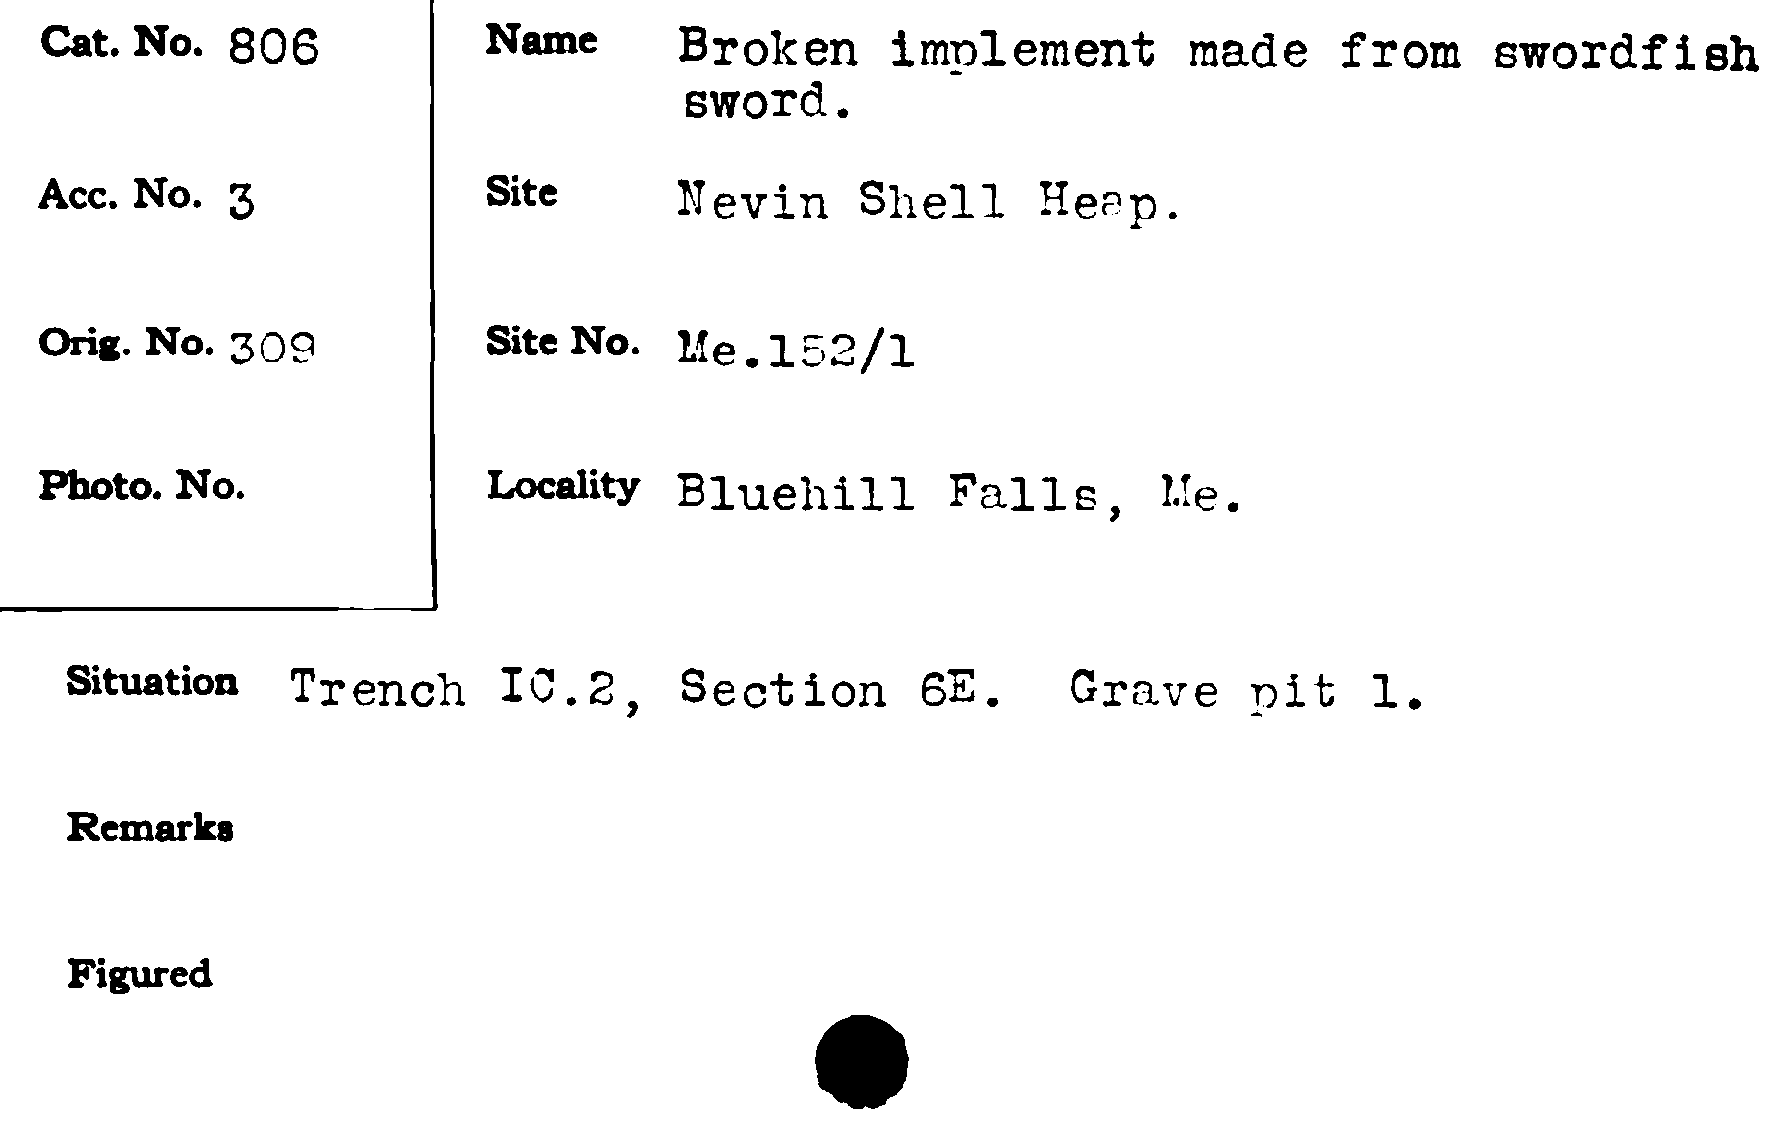 Cat. No. 806
Name Broken implement made from swordfish
sword.
Acc. No. 3
Site Nevin Shell Heap.
Orig. No. 309
Site No. Me.152/1
Photo. No.
Locality Bluehill Falls, Me.
Situation Trench IC.2, Section 6E. Grave pit 1.
Remarks
Figured